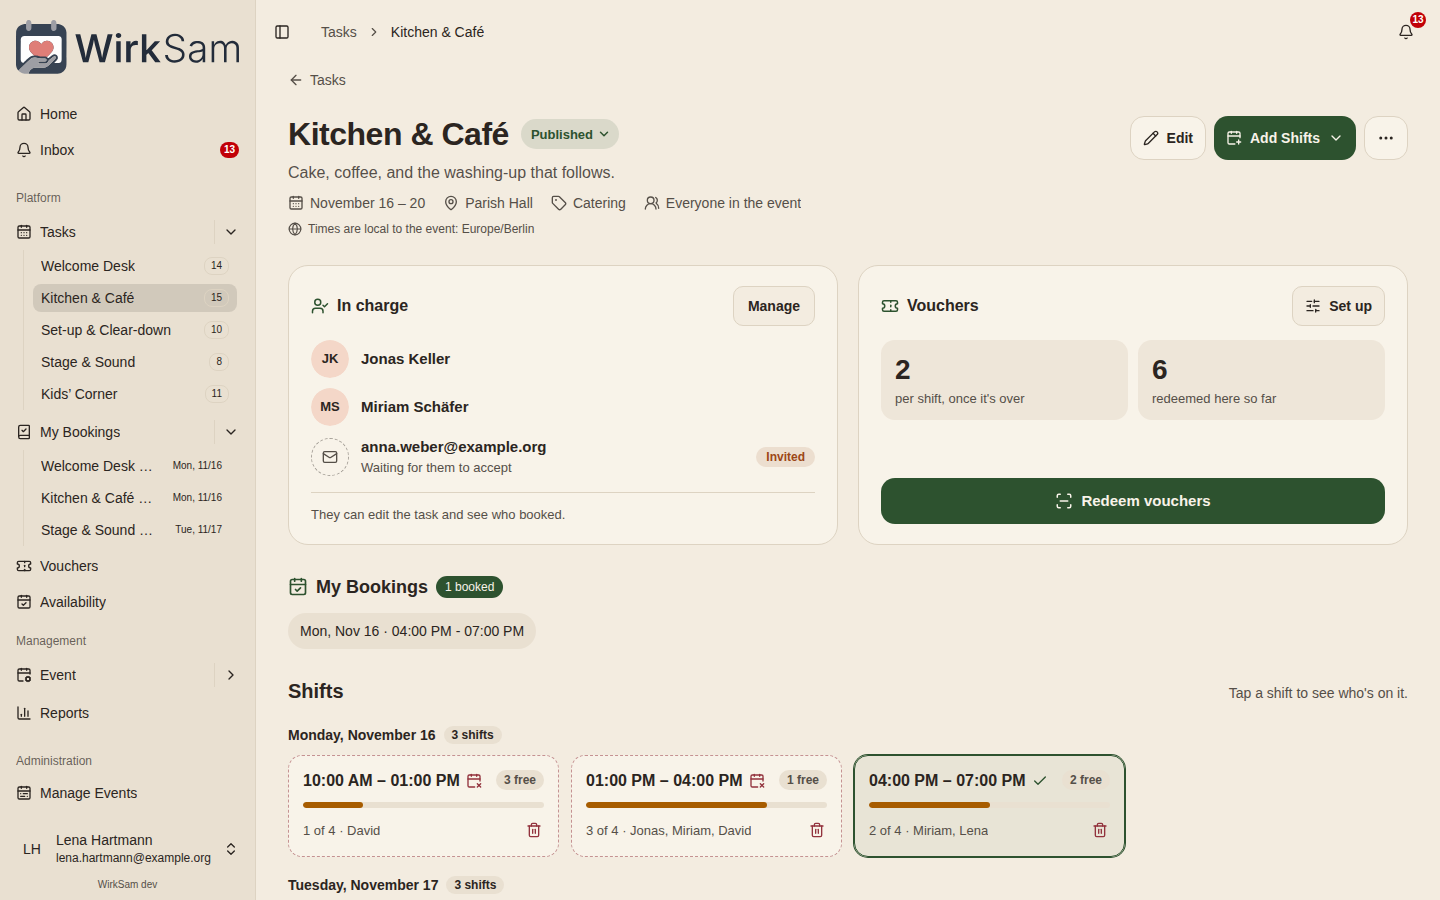 WirkSam
Home
Inbox
13
Platform
Tasks
Welcome Desk
14
Kitchen & Café
15
Set-up & Clear-down
10
Stage & Sound
8
Kids’ Corner
11
My Bookings
Welcome Desk …
Mon, 11/16
Kitchen & Café …
Mon, 11/16
Stage & Sound …
Tue, 11/17
Vouchers
Availability
Management
Event
Reports
Administration
Manage Events
LH
Lena Hartmann
lena.hartmann@example.org
WirkSam dev
Tasks
Kitchen & Café
13
Tasks
Kitchen & Café
Published
Edit
Add Shifts
Cake, coffee, and the washing-up that follows.
November 16 – 20
Parish Hall
Catering
Everyone in the event
Times are local to the event: Europe/Berlin
In charge
Manage
JK
Jonas Keller
MS
Miriam Schäfer
anna.weber@example.org
Waiting for them to accept
Invited
They can edit the task and see who booked.
Vouchers
Set up
2
per shift, once it's over
6
redeemed here so far
Redeem vouchers
My Bookings
1 booked
Mon, Nov 16 · 04:00 PM - 07:00 PM
Shifts
Tap a shift to see who's on it.
Monday, November 16
3 shifts
10:00 AM – 01:00 PM
3 free
1 of 4 · David
01:00 PM – 04:00 PM
1 free
3 of 4 · Jonas, Miriam, David
04:00 PM – 07:00 PM
2 free
2 of 4 · Miriam, Lena
Tuesday, November 17
3 shifts